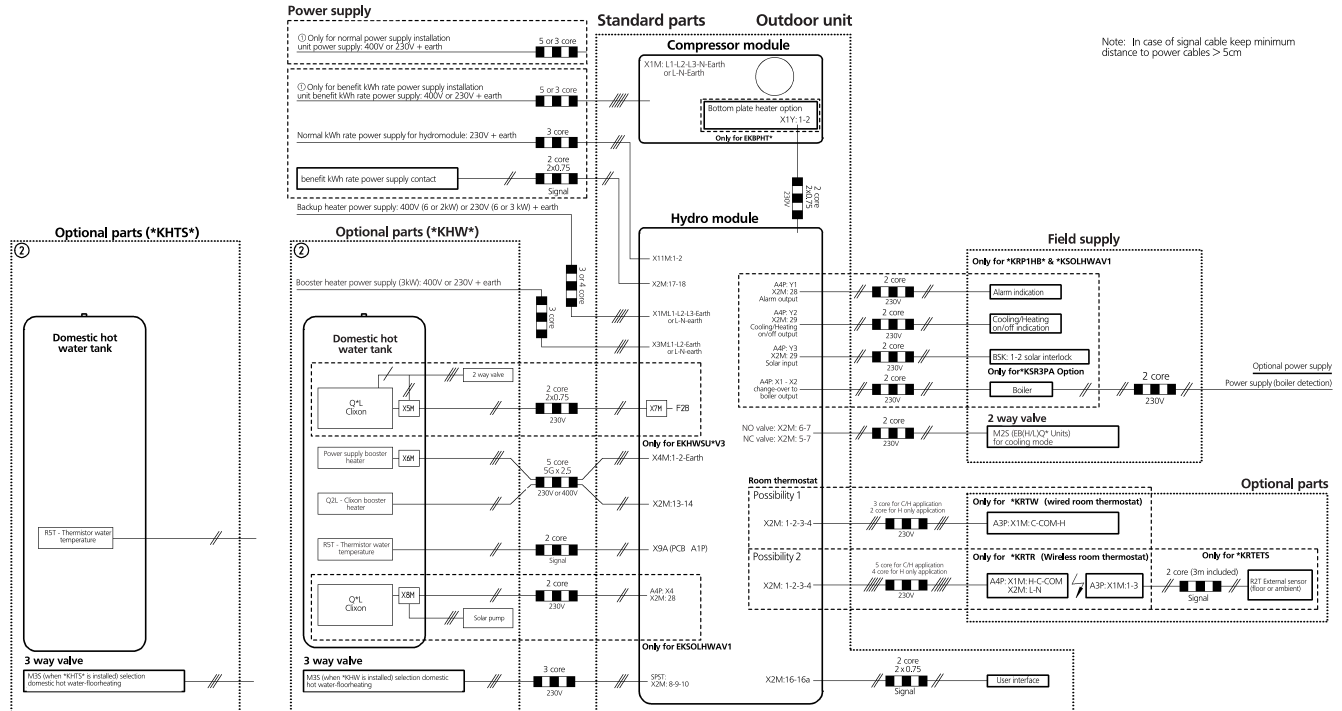 Power supply
① Only for normal power supply installation
unit power supply: 400V or 230V + earth
5 or 3 core
① Only for benefit kWh rate power supply installation
unit benefit kWh rate power supply: 400V or 230V + earth
5 or 3 core
Normal kWh rate power supply for hydromodule: 230V + earth
3 core
benefit kWh rate power supply contact
2 core
2x0.75
Signal
Backup heater power supply: 400V (6 or 2kW) or 230V (6 or 3 kW) + earth
3 or 4 core
Standard parts
Outdoor unit
Compressor module
X1M: L1-L2-L3-N-Earth
or L-N-Earth
Bottom plate heater option
X1Y: 1-2
Only for EKBPHT*
2 core
2x0.75
230V
Note: In case of signal cable keep minimum
distance to power cables > 5cm
Optional parts (*KHTS*)
②
Domestic hot
water tank
R5T - Thermistor water
temperature
3 way valve
M3S (when *KHTS* is installed) selection
domestic hot water-floorheating
Optional parts (*KHW*)
②
Booster heater power supply (3kW): 400V or 230V + earth
3 core
Domestic hot
water tank
2 way valve
Q*L
Clixon
X5M
2 core
2x0.75
230V
X7M
F2B
Only for EKHWSU*V3
Power supply booster
heater
X6M
5 core
5G x 2,5
230V or 400V
X4M:1-2-Earth
Q2L - Clixon booster
heater
X2M:13-14
R5T - Thermistor water
temperature
2 core
Signal
X9A (PCB A1P)
Q*L
Clixon
X8M
2 core
230V
A4P: X4
X2M: 28
Solar pump
Only for EKSOLHWAV1
3 way valve
M3S (when *KHW is installed) selection domestic
hot water-floorheating
3 core
230V
SPST:
X2M: 8-9-10
Hydro module
X11M:1-2
X2M:17-18
X1M:L1-L2-L3-Earth
or L-N-earth
X3M:L1-L2-Earth
or L-N-earth
Field supply
Only for *KRP1HB* & *KSOLHWAV1
A4P: Y1
X2M: 28
Alarm output
2 core
230V
Alarm indication
A4P: Y2
X2M: 29
Cooling/Heating
on/off output
2 core
230V
Cooling/Heating
on/off indication
A4P: Y3
X2M: 29
Solar input
2 core
230V
BSK: 1-2 solar interlock
Only for*KSR3PA Option
A4P: X1 - X2
change-over to
boiler output
2 core
230V
Boiler
2 core
230V
Optional power supply
Power supply (boiler detection)
2 way valve
NO valve: X2M: 6-7
NC valve: X2M: 5-7
2 core
230V
M2S (EB(H/L)Q* Units)
for cooling mode
Room thermostat
Optional parts
Possibility 1
X2M: 1-2-3-4
3 core for C/H application
2 core for H only application
230V
Only for *KRTW (wired room thermostat)
A3P: X1M: C-COM-H
Possibility 2
X2M: 1-2-3-4
5 core for C/H application
4 core for H only application
230V
Only for *KRTR (Wireless room thermostat)
A4P: X1M: H-C-COM
X2M: L-N
A3P: X1M:1-3
Only for *KRTETS
2 core (3m included)
Signal
R2T External sensor
(floor or ambient)
X2M:16-16a
2 core
2 x 0.75
Signal
User interface